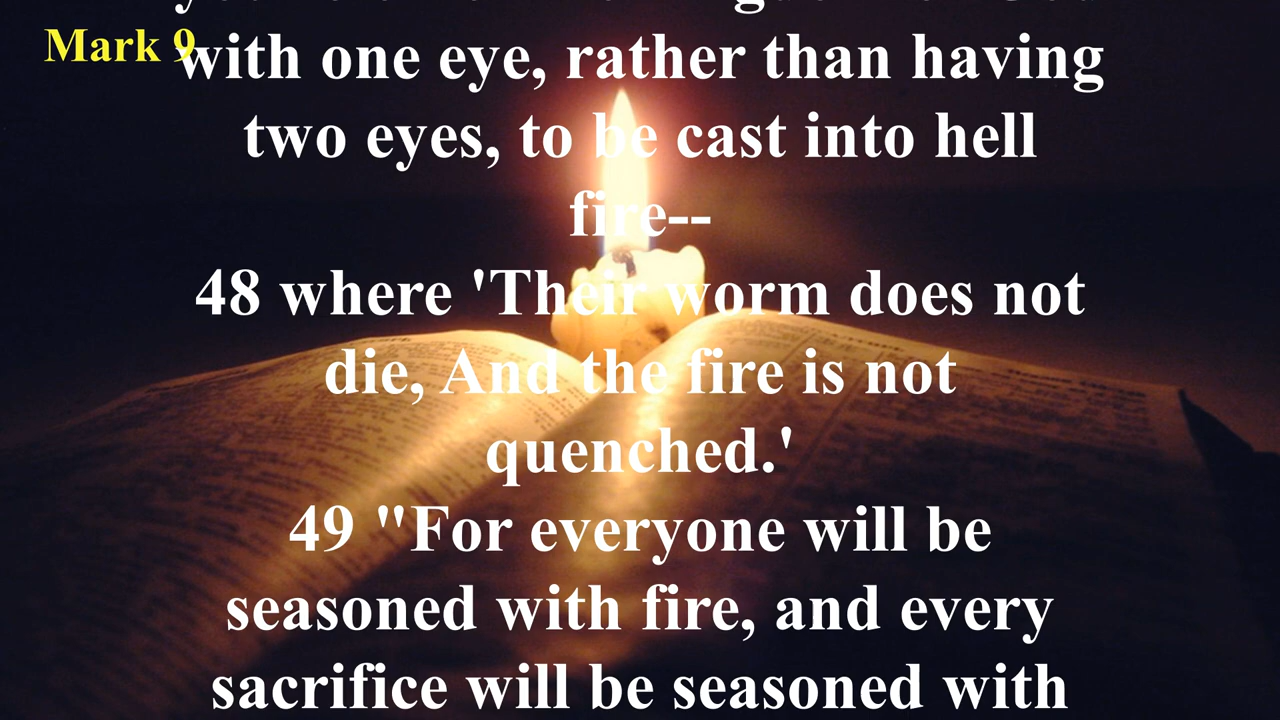 Mark 9
with one eye, rather than having
two eyes, to be cast into hell
fire--
48 where 'Their worm does not
die, And the fire is not
quenched.'
49 "For everyone will be
seasoned with fire, and every
sacrifice will be seasoned with